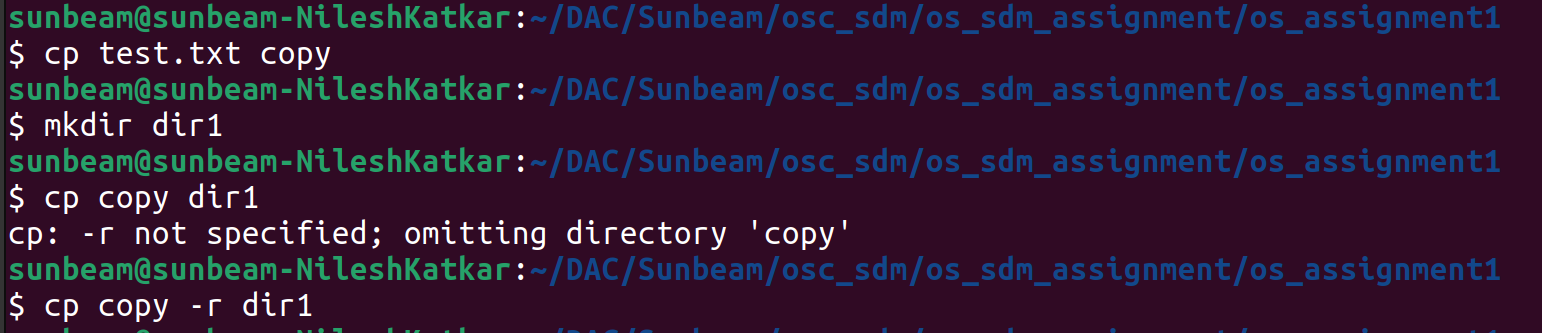 sunbeam@sunbeam-NileshKatkar:~/DAC/Sunbeam/osc_sdm/os_sdm_assignment/os_assignment1
$ cp test.txt copy
sunbeam@sunbeam-NileshKatkar:~/DAC/Sunbeam/osc_sdm/os_sdm_assignment/os_assignment1
$ mkdir dir1
sunbeam@sunbeam-NileshKatkar:~/DAC/Sunbeam/osc_sdm/os_sdm_assignment/os_assignment1
$ cp copy dir1
cp: -r not specified; omitting directory 'copy'
sunbeam@sunbeam-NileshKatkar:~/DAC/Sunbeam/osc_sdm/os_sdm_assignment/os_assignment1
$ cp copy -r dir1